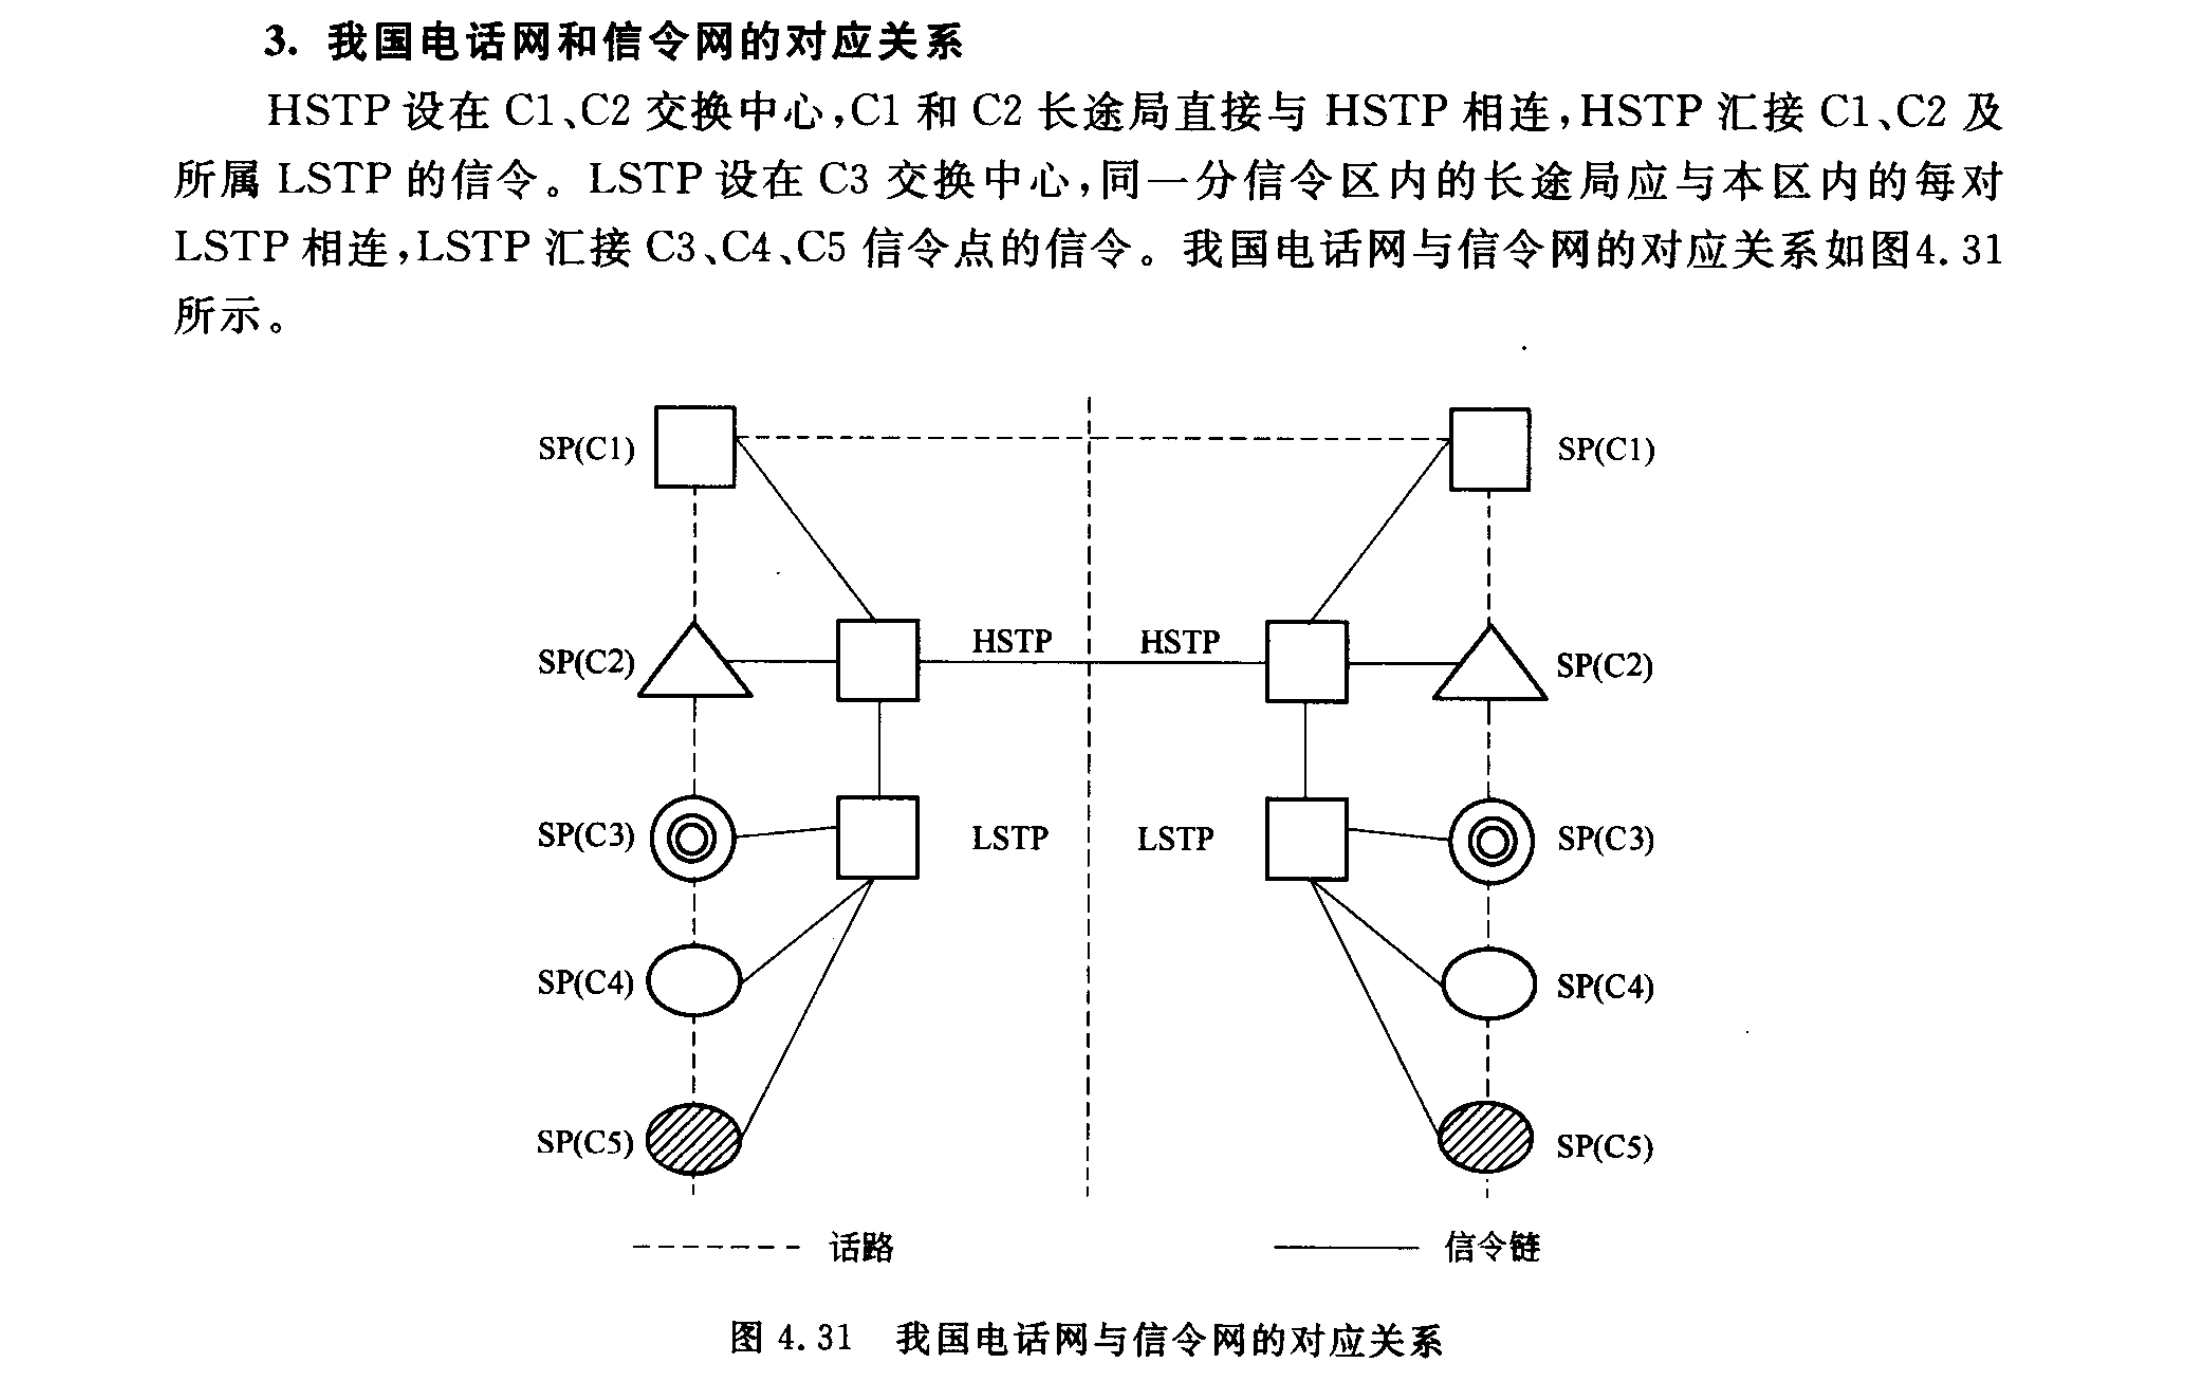 3. 我国电话网和信令网的对应关系
HSTP 设在 C1、C2 交换中心,C1 和 C2 长途局直接与 HSTP 相连,HSTP 汇接 C1、C2 及
所属 LSTP 的信令。LSTP 设在 C3 交换中心,同一分信令区内的长途局应与本区内的每对
LSTP 相连,LSTP 汇接 C3、C4、C5 信令点的信令。我国电话网与信令网的对应关系如图4.31
所示。
SP(C1) SP(C1)
HSTP HSTP
SP(C2) SP(C2)
SP(C3) LSTP LSTP SP(C3)
SP(C4) SP(C4)
SP(C5) SP(C5)
话路 信令链
图 4.31 我国电话网与信令网的对应关系